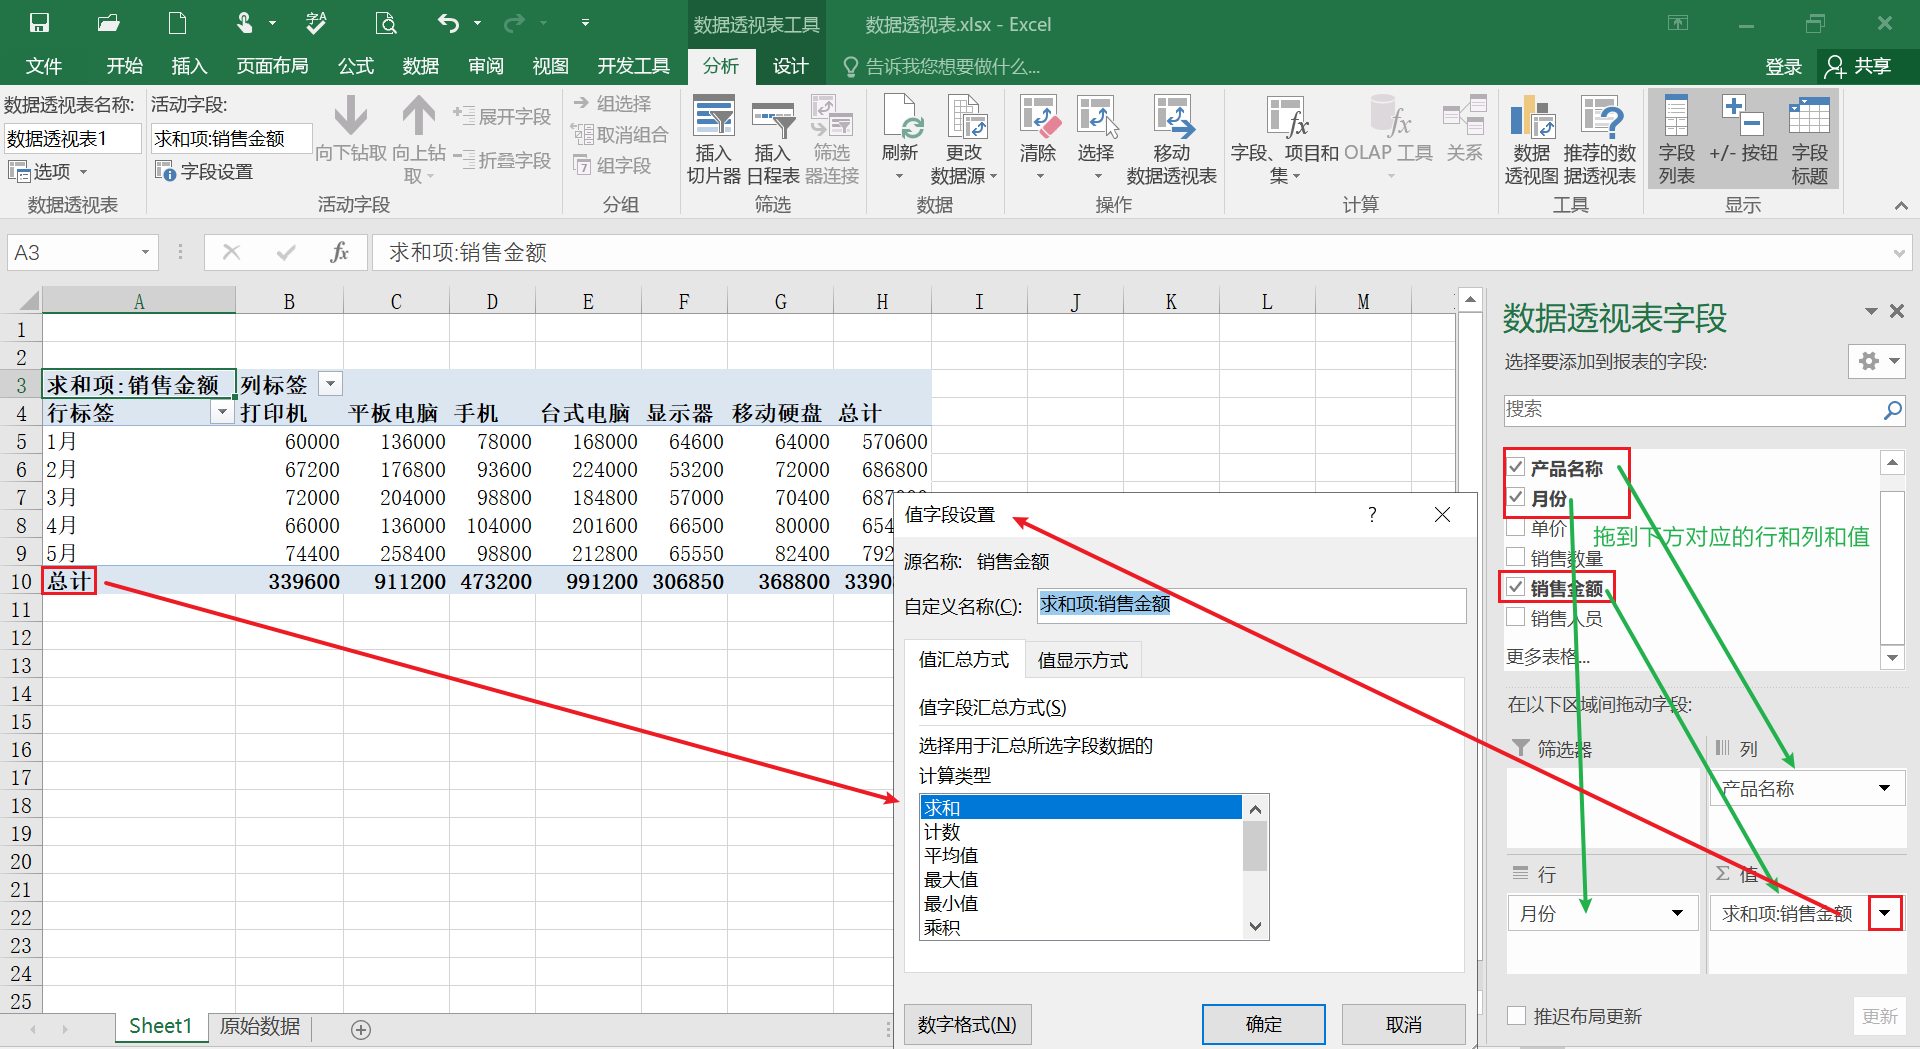 数据透视表工具
数据透视表.xlsx - Excel
文件 开始 插入 页面布局 公式 数据 审阅 视图 开发工具 分析 设计 告诉我您想要做什么... 登录 共享
数据透视表名称:
数据透视表1
选项
数据透视表
活动字段:
求和项:销售金额
字段设置
向下钻取 向上钻取
展开字段
折叠字段
活动字段
组选择
取消组合
组字段
分组
插入切片器
插入日程表
筛选器连接
筛选
刷新
更改数据源
数据
清除
选择
移动数据透视表
操作
字段、项目和集
OLAP 工具
关系
计算
数据透视图
推荐的数据透视表
工具
字段列表
+/- 按钮
字段标题
显示
A3
fx
求和项:销售金额
A B C D E F G H I J K L M
1
2
3 求和项:销售金额 列标签
4 行标签 打印机 平板电脑 手机 台式电脑 显示器 移动硬盘 总计
5 1月 60000 136000 78000 168000 64600 64000 570600
6 2月 67200 176800 93600 224000 53200 72000 686800
7 3月 72000 204000 98800 184800 57000 70400 687
8 4月 66000 136000 104000 201600 66500 80000 654
9 5月 74400 258400 98800 212800 65550 82400 792
10 总计 339600 911200 473200 991200 306850 368800 3390
11
12
13
14
15
16
17
18
19
20
21
22
23
24
25
Sheet1 原始数据
值字段设置 ?
源名称: 销售金额
自定义名称(C): 求和项:销售金额
值汇总方式 值显示方式
值字段汇总方式(S)
选择用于汇总所选字段数据的
计算类型
求和
计数
平均值
最大值
最小值
乘积
数字格式(N) 确定 取消
数据透视表字段
选择要添加到报表的字段:
搜索
产品名称
月份
单价
拖到下方对应的行和列和值
销售数量
销售金额
销售人员
更多表格...
在以下区域间拖动字段:
筛选器
列
产品名称
行
月份
Σ 值
求和项:销售金额
推迟布局更新 更新